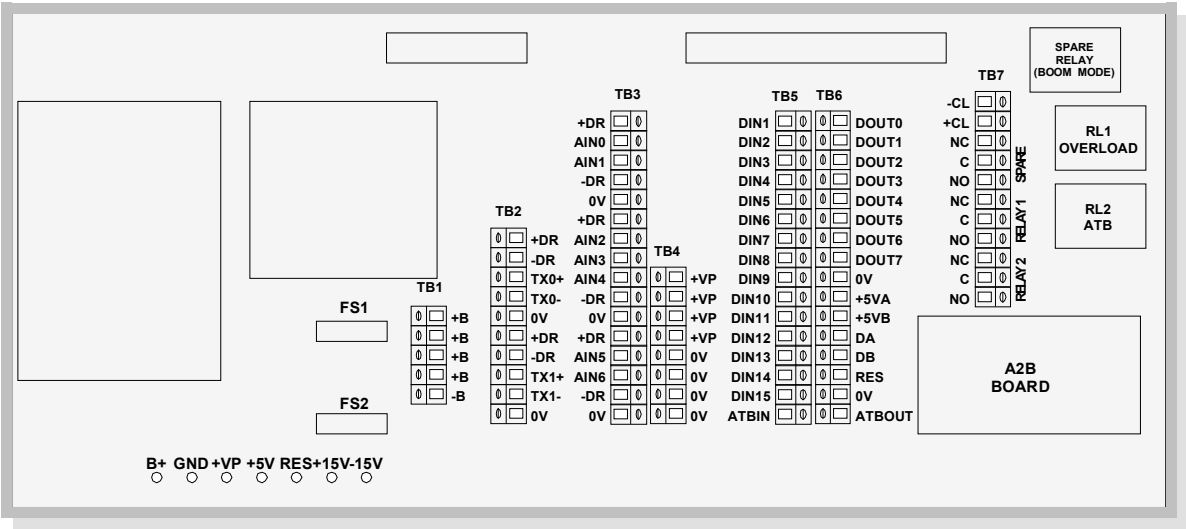 SPARE
RELAY
(BOOM MODE)
TB7
-CL
+CL
NC
C
NO
NC
C
NO
NC
C
NO
SPARE
RELAY 1
RELAY 2
RL1
OVERLOAD
RL2
ATB
A2B
BOARD
TB3
+DR
AIN0
AIN1
-DR
0V
+DR
AIN2
AIN3
AIN4
-DR
0V
+DR
AIN5
AIN6
-DR
0V
TB5
DIN1
DIN2
DIN3
DIN4
DIN5
DIN6
DIN7
DIN8
DIN9
DIN10
DIN11
DIN12
DIN13
DIN14
DIN15
ATBIN
TB6
DOUT0
DOUT1
DOUT2
DOUT3
DOUT4
DOUT5
DOUT6
DOUT7
0V
+5VA
+5VB
DA
DB
RES
0V
ATBOUT
TB2
+DR
-DR
TX0+
TX0-
0V
+DR
-DR
TX1+
TX1-
0V
TB4
+VP
+VP
+VP
+VP
0V
0V
0V
0V
TB1
+B
+B
+B
+B
-B
FS1
FS2
B+ GND +VP +5V RES +15V -15V